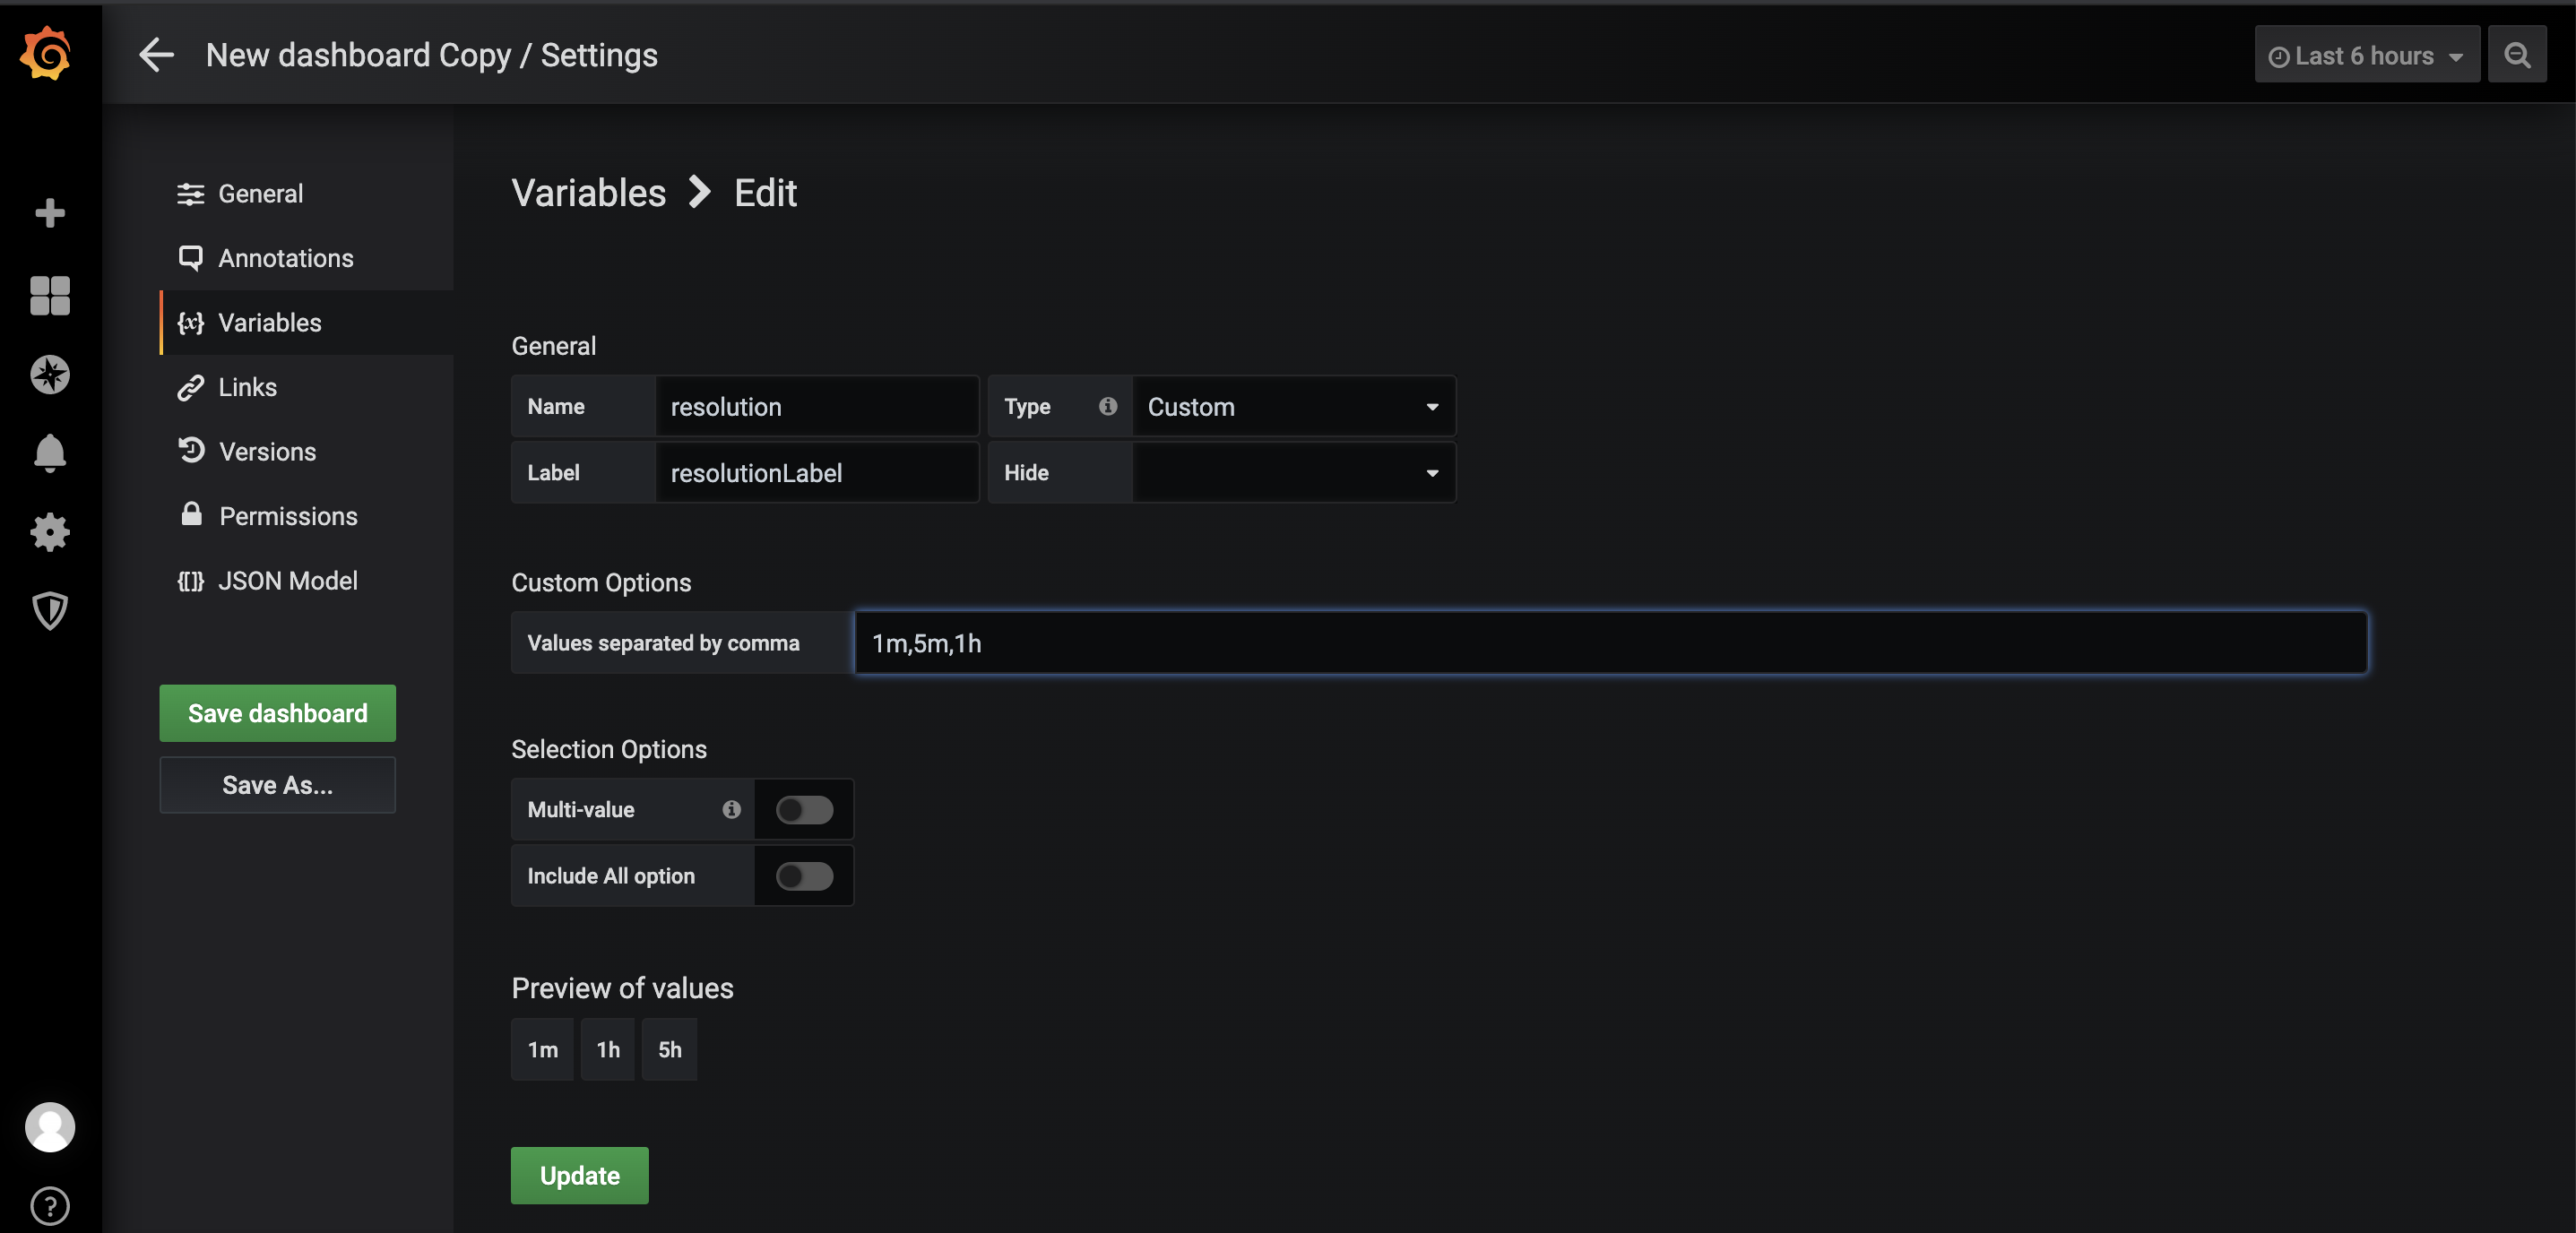 New dashboard Copy / Settings
Last 6 hours
General
Annotations
{x} Variables
Links
Versions
Permissions
{[]} JSON Model
Save dashboard
Save As...
Variables > Edit
General
Name resolution Type Custom
Label resolutionLabel Hide
Custom Options
Values separated by comma 1m,5m,1h
Selection Options
Multi-value
Include All option
Preview of values
1m 1h 5h
Update